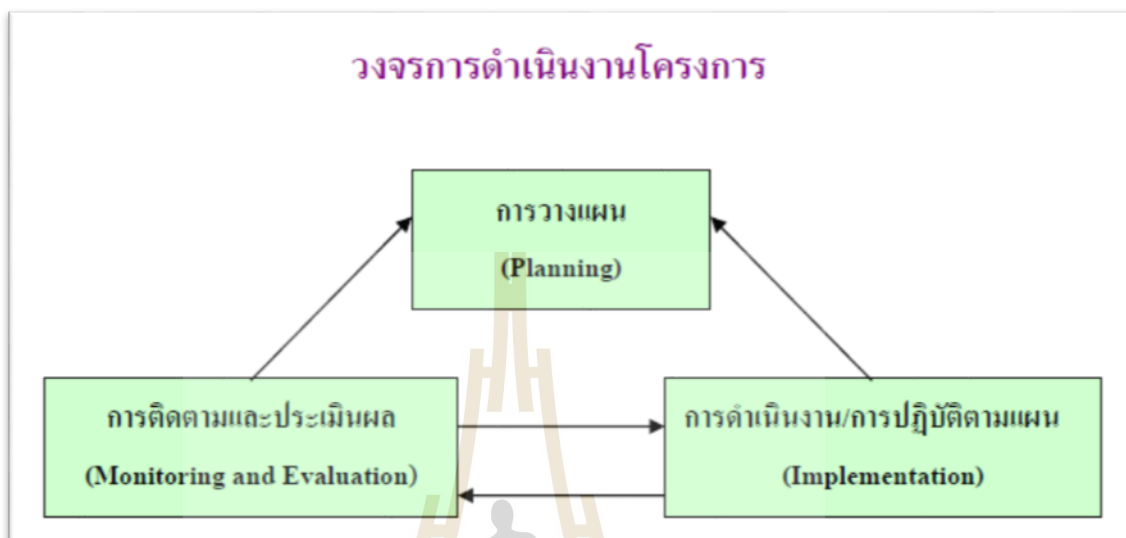 วงจรการดำเนินงานโครงการ
การวางแผน
(Planning)
การติดตามและประเมินผล
(Monitoring and Evaluation)
การดำเนินงาน/การปฏิบัติตามแผน
(Implementation)